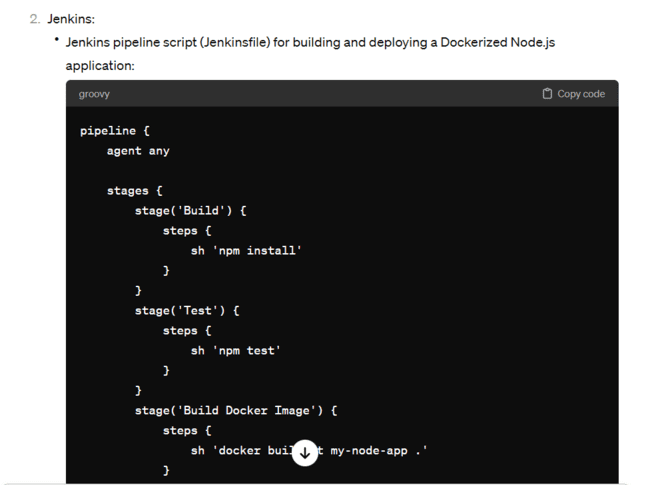 2. Jenkins:
• Jenkins pipeline script (Jenkinsfile) for building and deploying a Dockerized Node.js
application:
groovy Copy code
pipeline {
    agent any
    stages {
        stage('Build') {
            steps {
                sh 'npm install'
            }
        }
        stage('Test') {
            steps {
                sh 'npm test'
            }
        }
        stage('Build Docker Image') {
            steps {
                sh 'docker t my-node-app .'
            }